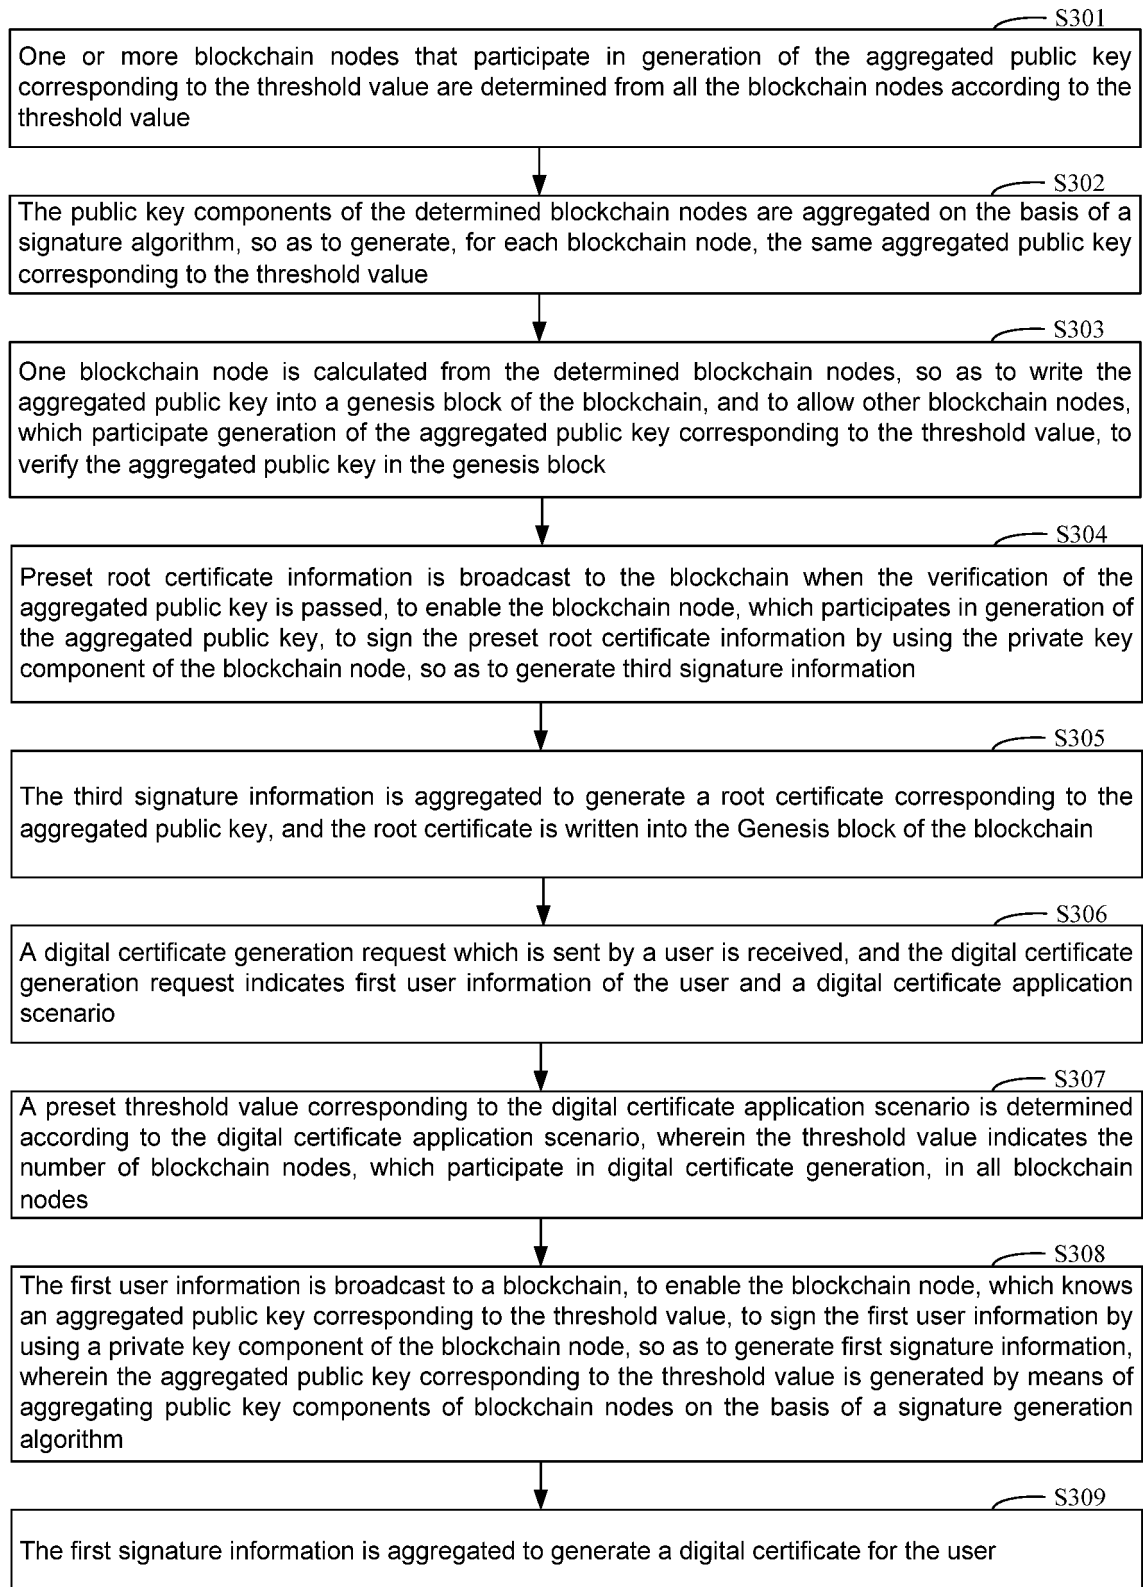 S301
One or more blockchain nodes that participate in generation of the aggregated public key
corresponding to the threshold value are determined from all the blockchain nodes according to the
threshold value
S302
The public key components of the determined blockchain nodes are aggregated on the basis of a
signature algorithm, so as to generate, for each blockchain node, the same aggregated public key
corresponding to the threshold value
S303
One blockchain node is calculated from the determined blockchain nodes, so as to write the
aggregated public key into a genesis block of the blockchain, and to allow other blockchain nodes,
which participate generation of the aggregated public key corresponding to the threshold value, to
verify the aggregated public key in the genesis block
S304
Preset root certificate information is broadcast to the blockchain when the verification of the
aggregated public key is passed, to enable the blockchain node, which participates in generation of
the aggregated public key, to sign the preset root certificate information by using the private key
component of the blockchain node, so as to generate third signature information
S305
The third signature information is aggregated to generate a root certificate corresponding to the
aggregated public key, and the root certificate is written into the Genesis block of the blockchain
S306
A digital certificate generation request which is sent by a user is received, and the digital certificate
generation request indicates first user information of the user and a digital certificate application
scenario
S307
A preset threshold value corresponding to the digital certificate application scenario is determined
according to the digital certificate application scenario, wherein the threshold value indicates the
number of blockchain nodes, which participate in digital certificate generation, in all blockchain
nodes
S308
The first user information is broadcast to a blockchain, to enable the blockchain node, which knows
an aggregated public key corresponding to the threshold value, to sign the first user information by
using a private key component of the blockchain node, so as to generate first signature information,
wherein the aggregated public key corresponding to the threshold value is generated by means of
aggregating public key components of blockchain nodes on the basis of a signature generation
algorithm
S309
The first signature information is aggregated to generate a digital certificate for the user